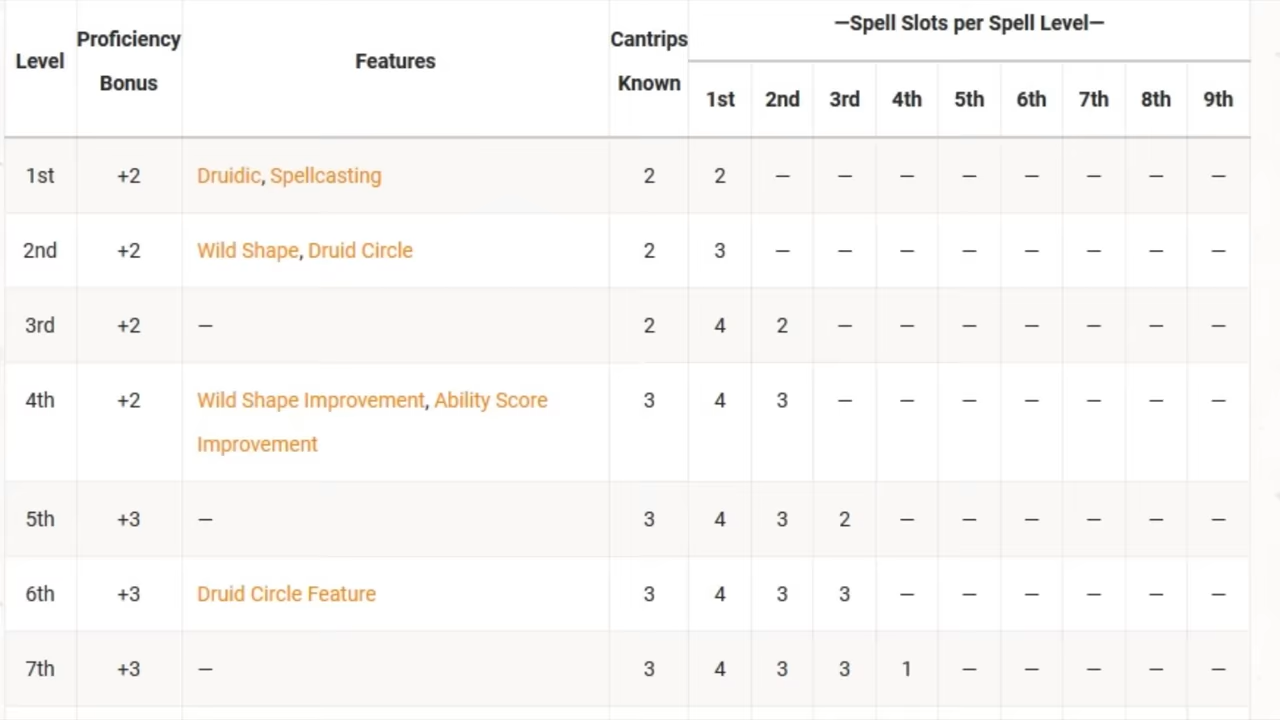 —Spell Slots per Spell Level—
Level Proficiency Bonus Features Cantrips Known 1st 2nd 3rd 4th 5th 6th 7th 8th 9th
1st +2 Druidic, Spellcasting 2 2 — — — — — — — —
2nd +2 Wild Shape, Druid Circle 2 3 — — — — — — — —
3rd +2 — 2 4 2 — — — — — — —
4th +2 Wild Shape Improvement, Ability Score 3 4 3 — — — — — — —
Improvement
5th +3 — 3 4 3 2 — — — — — —
6th +3 Druid Circle Feature 3 4 3 3 — — — — — —
7th +3 — 3 4 3 3 1 — — — — —